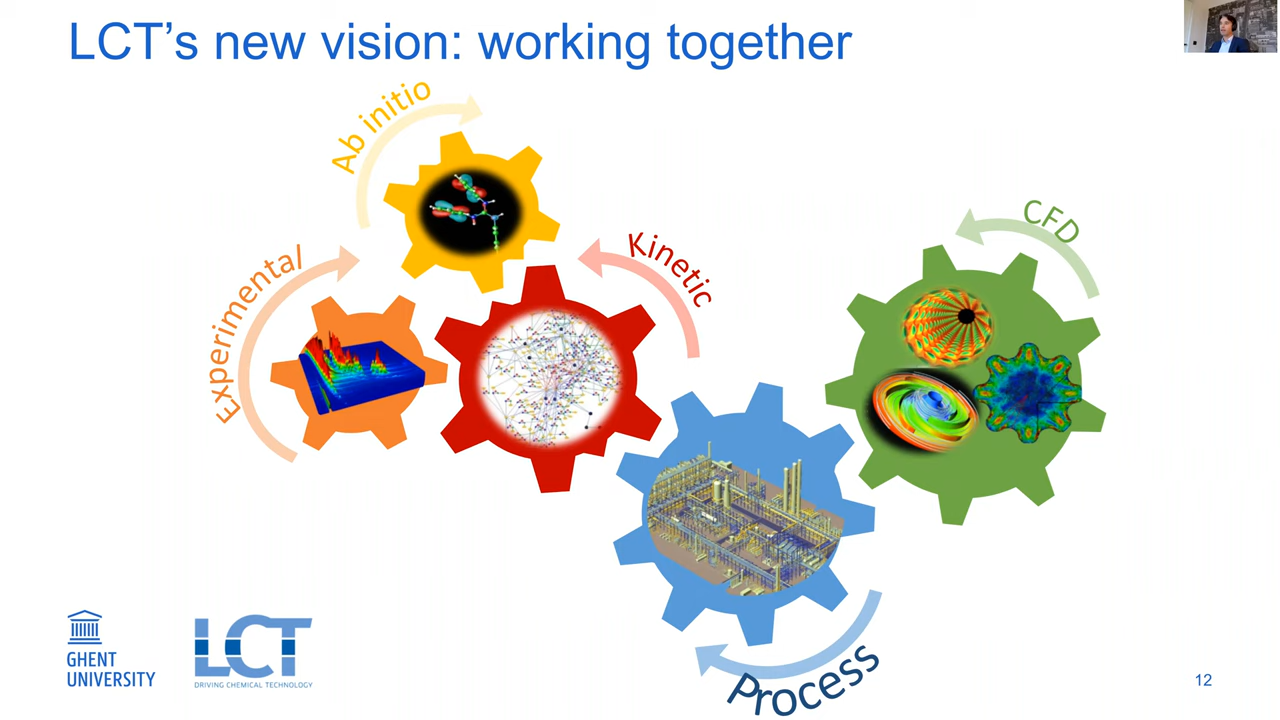 LCT's new vision: working together
Ab initio
Experimental
Kinetic
CFD
Process
GHENT
UNIVERSITY
LCT
DRIVING CHEMICAL TECHNOLOGY
12